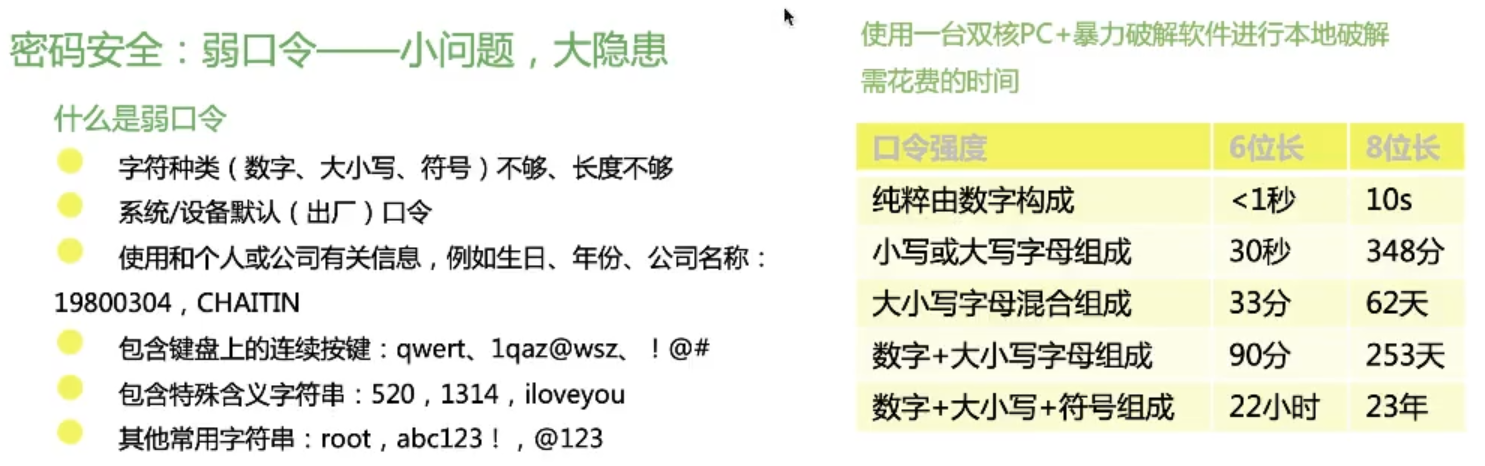 密码安全：弱口令——小问题，大隐患
什么是弱口令
字符种类（数字、大小写、符号）不够、长度不够
系统/设备默认（出厂）口令
使用和个人或公司有关信息，例如生日、年份、公司名称：
19800304，CHAITIN
包含键盘上的连续按键：qwert、1qaz@wsz、！@#
包含特殊含义字符串：520，1314，iloveyou
其他常用字符串：root，abc123！，@123
使用一台双核PC+暴力破解软件进行本地破解
需花费的时间
口令强度 6位长 8位长
纯粹由数字构成 <1秒 10s
小写或大写字母组成 30秒 348分
大小写字母混合组成 33分 62天
数字+大小写字母组成 90分 253天
数字+大小写+符号组成 22小时 23年